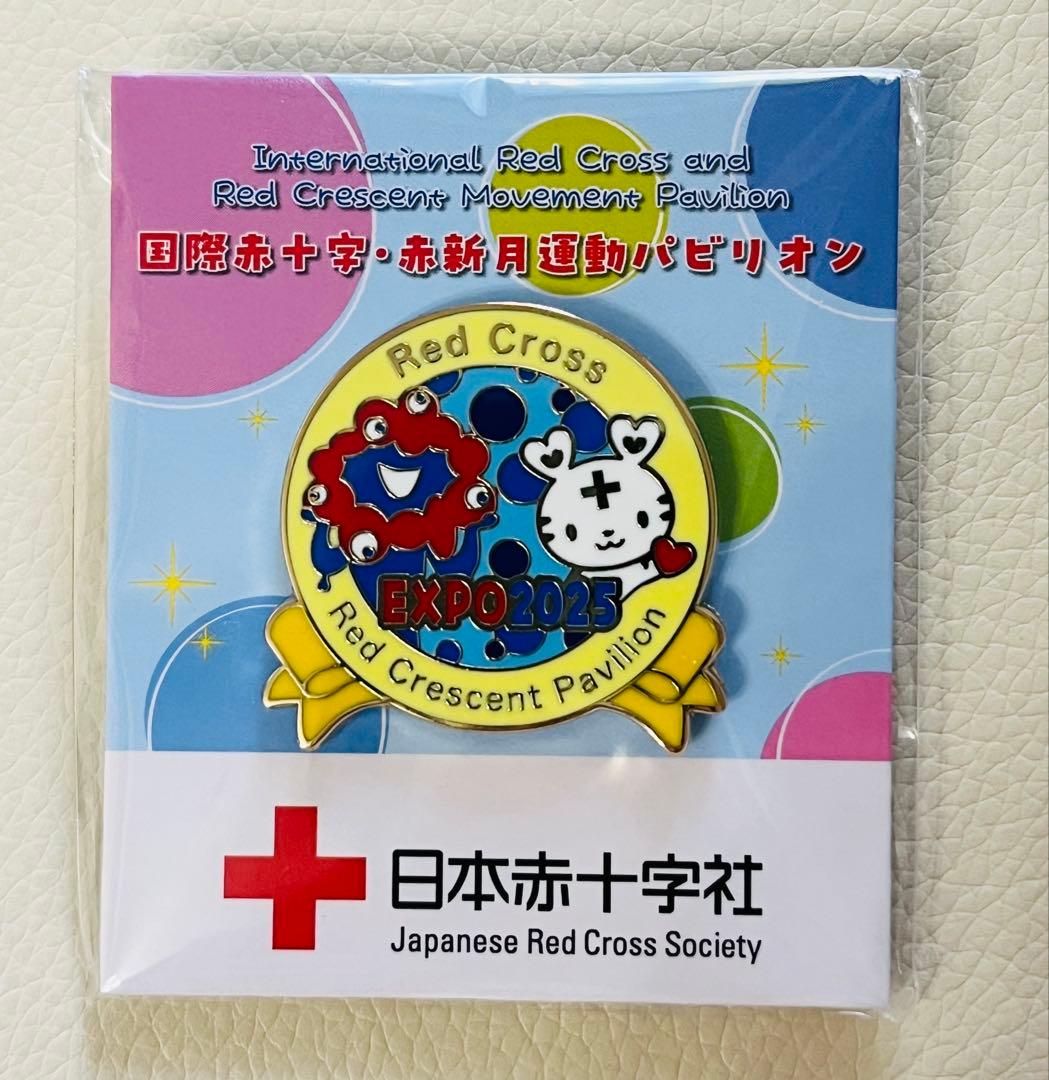 International Red Cross and
Red Crescent Movement Pavilion
国際赤十字・赤新月運動パビリオン
Red Cross
EXPO2025
Red Crescent Pavilion
日本赤十字社
Japanese Red Cross Society